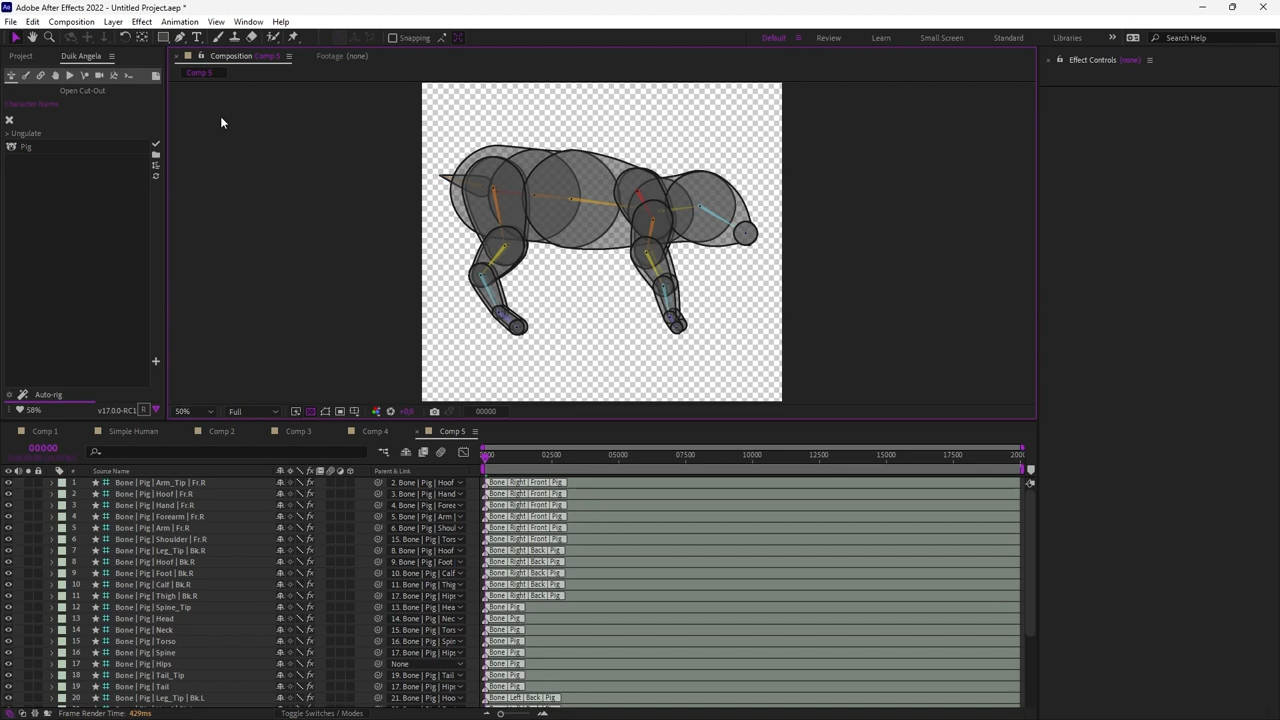 Adobe After Effects 2022 - Untitled Project.aep *
File Edit Composition Layer Effect Animation View Window Help
Snapping Default Review Learn Small Screen Standard Libraries Search Help
Project Duik Angela Composition Comp 5 Footage (none) Effect Controls (none)
Comp 5
Open Cut-Out
Character Name
> Ungulate
Pig
Auto-rig
58% v17.0.0-RC1 R
50% Full +0,0 00000
Comp 1 Simple Human Comp 2 Comp 3 Comp 4 Comp 5
00000
02500 05000 07500 10000 12500 15000 17500
# Source Name Parent & Link
1 Bone | Pig | Arm_Tip | Fr.R 2. Bone | Pig | Hoof Bone | Right | Front | Pig
2 Bone | Pig | Hoof | Fr.R 3. Bone | Pig | Hand Bone | Right | Front | Pig
3 Bone | Pig | Hand | Fr.R 4. Bone | Pig | Forea Bone | Right | Front | Pig
4 Bone | Pig | Forearm | Fr.R 5. Bone | Pig | Arm | Bone | Right | Front | Pig
5 Bone | Pig | Arm | Fr.R 6. Bone | Pig | Shoul Bone | Right | Front | Pig
6 Bone | Pig | Shoulder | Fr.R 15. Bone | Pig | Tors Bone | Right | Front | Pig
7 Bone | Pig | Leg_Tip | Bk.R 8. Bone | Pig | Hoof Bone | Right | Back | Pig
8 Bone | Pig | Hoof | Bk.R 9. Bone | Pig | Foot Bone | Right | Back | Pig
9 Bone | Pig | Foot | Bk.R 10. Bone | Pig | Calf Bone | Right | Back | Pig
10 Bone | Pig | Calf | Bk.R 11. Bone | Pig | Thig Bone | Right | Back | Pig
11 Bone | Pig | Thigh | Bk.R 17. Bone | Pig | Hips Bone | Right | Back | Pig
12 Bone | Pig | Spine_Tip 13. Bone | Pig | Hea Bone | Pig
13 Bone | Pig | Head 14. Bone | Pig | Nec Bone | Pig
14 Bone | Pig | Neck 15. Bone | Pig | Tors Bone | Pig
15 Bone | Pig | Torso 16. Bone | Pig | Spin Bone | Pig
16 Bone | Pig | Spine 17. Bone | Pig | Hips Bone | Pig
17 Bone | Pig | Hips None Bone | Pig
18 Bone | Pig | Tail_Tip 19. Bone | Pig | Tail Bone | Pig
19 Bone | Pig | Tail 17. Bone | Pig | Hips Bone | Pig
20 Bone | Pig | Leg_Tip | Bk.L 21. Bone | Pig | Hoo Bone | Left | Back | Pig
Frame Render Time: 429ms Toggle Switches / Modes